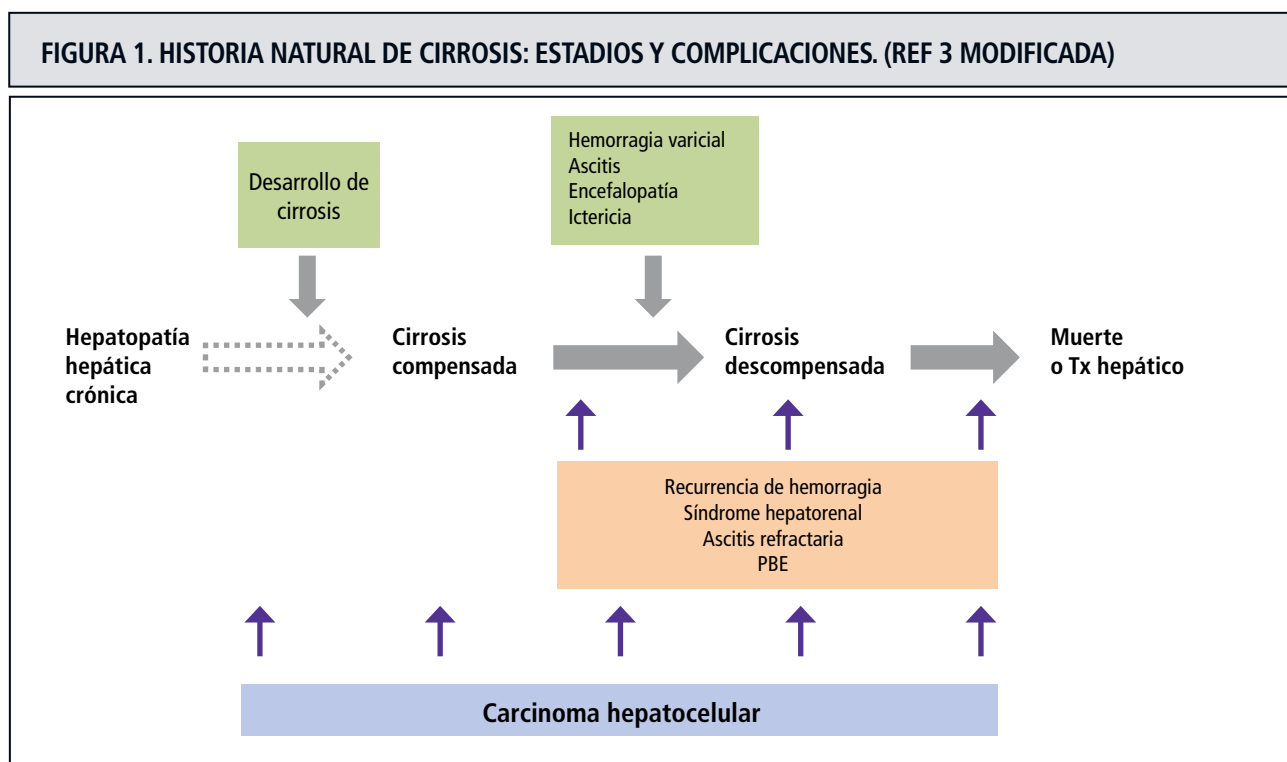 FIGURA 1. HISTORIA NATURAL DE CIRROSIS: ESTADIOS Y COMPLICACIONES. (REF 3 MODIFICADA)
Desarrollo de
cirrosis
Hemorragia varicial
Ascitis
Encefalopatía
Ictericia
Hepatopatía
hepática
crónica
Cirrosis
compensada
Cirrosis
descompensada
Muerte
o Tx hepático
Recurrencia de hemorragia
Síndrome hepatorenal
Ascitis refractaria
PBE
Carcinoma hepatocelular